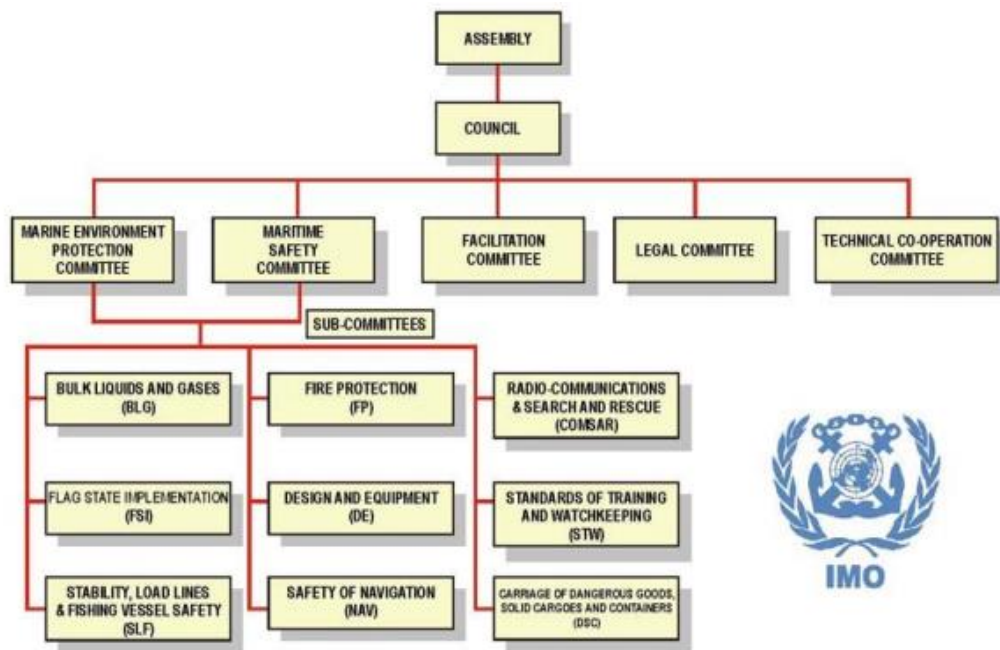 ASSEMBLY
COUNCIL
MARINE ENVIRONMENT
PROTECTION
COMMITTEE
MARITIME
SAFETY
COMMITTEE
FACILITATION
COMMITTEE
LEGAL COMMITTEE
TECHNICAL CO-OPERATION
COMMITTEE
SUB-COMMITTEES
BULK LIQUIDS AND GASES
(BLG)
FIRE PROTECTION
(FP)
RADIO-COMMUNICATIONS
& SEARCH AND RESCUE
(COMSAR)
FLAG STATE IMPLEMENTATION
(FSI)
DESIGN AND EQUIPMENT
(DE)
STANDARDS OF TRAINING
AND WATCHKEEPING
(STW)
STABILITY, LOAD LINES
& FISHING VESSEL SAFETY
(SLF)
SAFETY OF NAVIGATION
(NAV)
CARRIAGE OF DANGEROUS GOODS,
SOLID CARGOES AND CONTAINERS
(DSC)
IMO